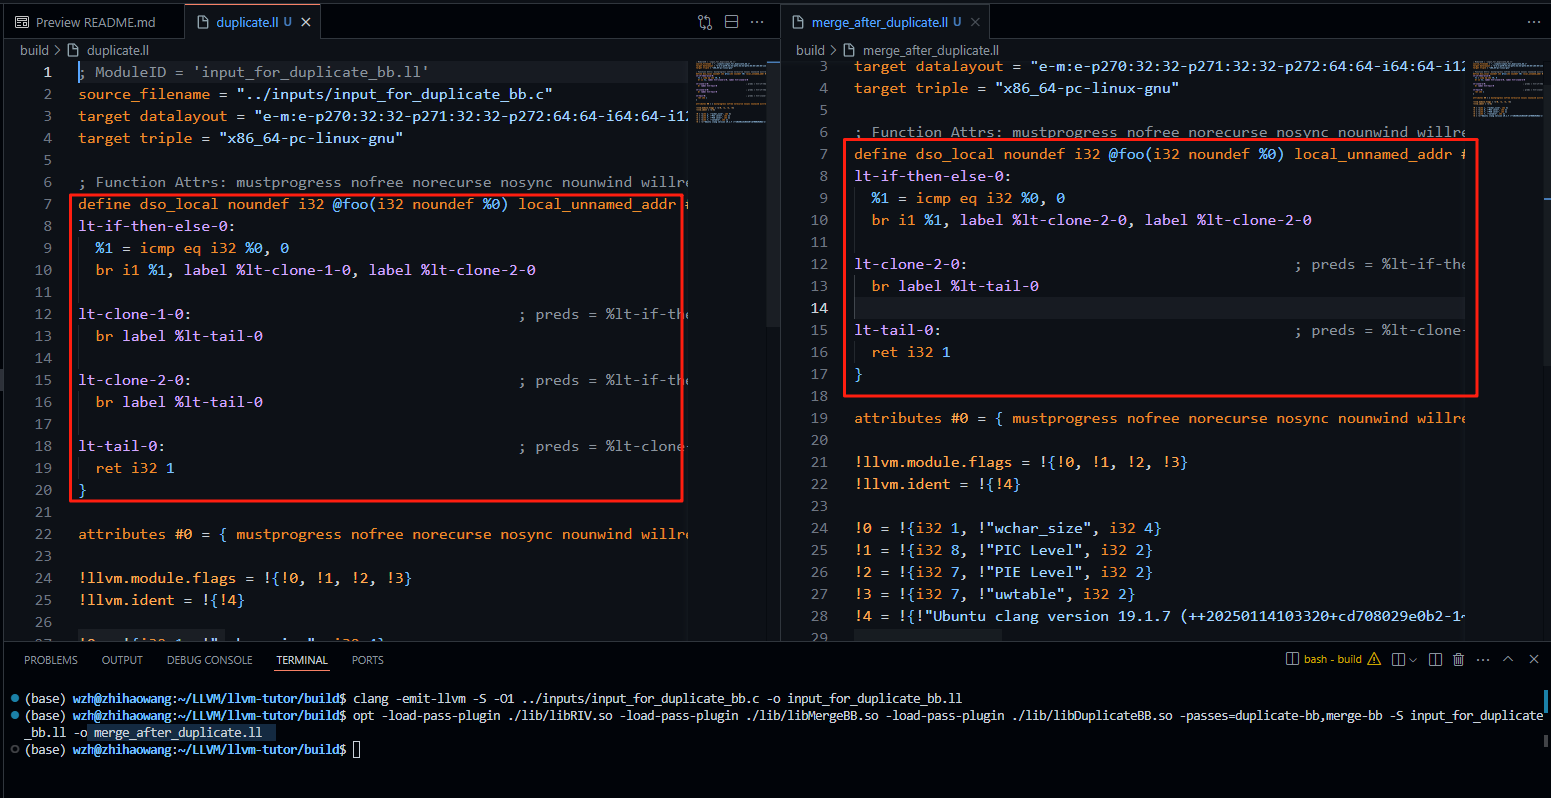 Preview README.md
duplicate.ll U
build > duplicate.ll
1 ; ModuleID = 'input_for_duplicate_bb.ll'
2 source_filename = "../inputs/input_for_duplicate_bb.c"
3 target datalayout = "e-m:e-p270:32:32-p271:32:32-p272:64:64-i64:64-i12
4 target triple = "x86_64-pc-linux-gnu"
5
6 ; Function Attrs: mustprogress nofree norecurse nosync nounwind willre
7 define dso_local noundef i32 @foo(i32 noundef %0) local_unnamed_addr #
8 lt-if-then-else-0:
9 %1 = icmp eq i32 %0, 0
10 br i1 %1, label %lt-clone-1-0, label %lt-clone-2-0
11
12 lt-clone-1-0: ; preds = %lt-if-the
13 br label %lt-tail-0
14
15 lt-clone-2-0: ; preds = %lt-if-the
16 br label %lt-tail-0
17
18 lt-tail-0: ; preds = %lt-clone-
19 ret i32 1
20 }
21
22 attributes #0 = { mustprogress nofree norecurse nosync nounwind willre
23
24 !llvm.module.flags = !{!0, !1, !2, !3}
25 !llvm.ident = !{!4}
26
merge_after_duplicate.ll U
build > merge_after_duplicate.ll
3 target datalayout = "e-m:e-p270:32:32-p271:32:32-p272:64:64-i64:64-i12
4 target triple = "x86_64-pc-linux-gnu"
5
6 ; Function Attrs: mustprogress nofree norecurse nosync nounwind willre
7 define dso_local noundef i32 @foo(i32 noundef %0) local_unnamed_addr #
8 lt-if-then-else-0:
9 %1 = icmp eq i32 %0, 0
10 br i1 %1, label %lt-clone-2-0, label %lt-clone-2-0
11
12 lt-clone-2-0: ; preds = %lt-if-the
13 br label %lt-tail-0
14
15 lt-tail-0: ; preds = %lt-clone-
16 ret i32 1
17 }
18
19 attributes #0 = { mustprogress nofree norecurse nosync nounwind willre
20
21 !llvm.module.flags = !{!0, !1, !2, !3}
22 !llvm.ident = !{!4}
23
24 !0 = !{i32 1, !"wchar_size", i32 4}
25 !1 = !{i32 8, !"PIC Level", i32 2}
26 !2 = !{i32 7, !"PIE Level", i32 2}
27 !3 = !{i32 7, !"uwtable", i32 2}
28 !4 = !{!"Ubuntu clang version 19.1.7 (++20250114103320+cd708029e0b2-1~
29
PROBLEMS OUTPUT DEBUG CONSOLE TERMINAL PORTS
bash - build
(base) wzh@zhihaowang:~/LLVM/llvm-tutor/build$ clang -emit-llvm -S -O1 ../inputs/input_for_duplicate_bb.c -o input_for_duplicate_bb.ll
(base) wzh@zhihaowang:~/LLVM/llvm-tutor/build$ opt -load-pass-plugin ./lib/libRIV.so -load-pass-plugin ./lib/libMergeBB.so -load-pass-plugin ./lib/libDuplicateBB.so -passes=duplicate-bb,merge-bb -S input_for_duplicate
_bb.ll -o merge_after_duplicate.ll
(base) wzh@zhihaowang:~/LLVM/llvm-tutor/build$